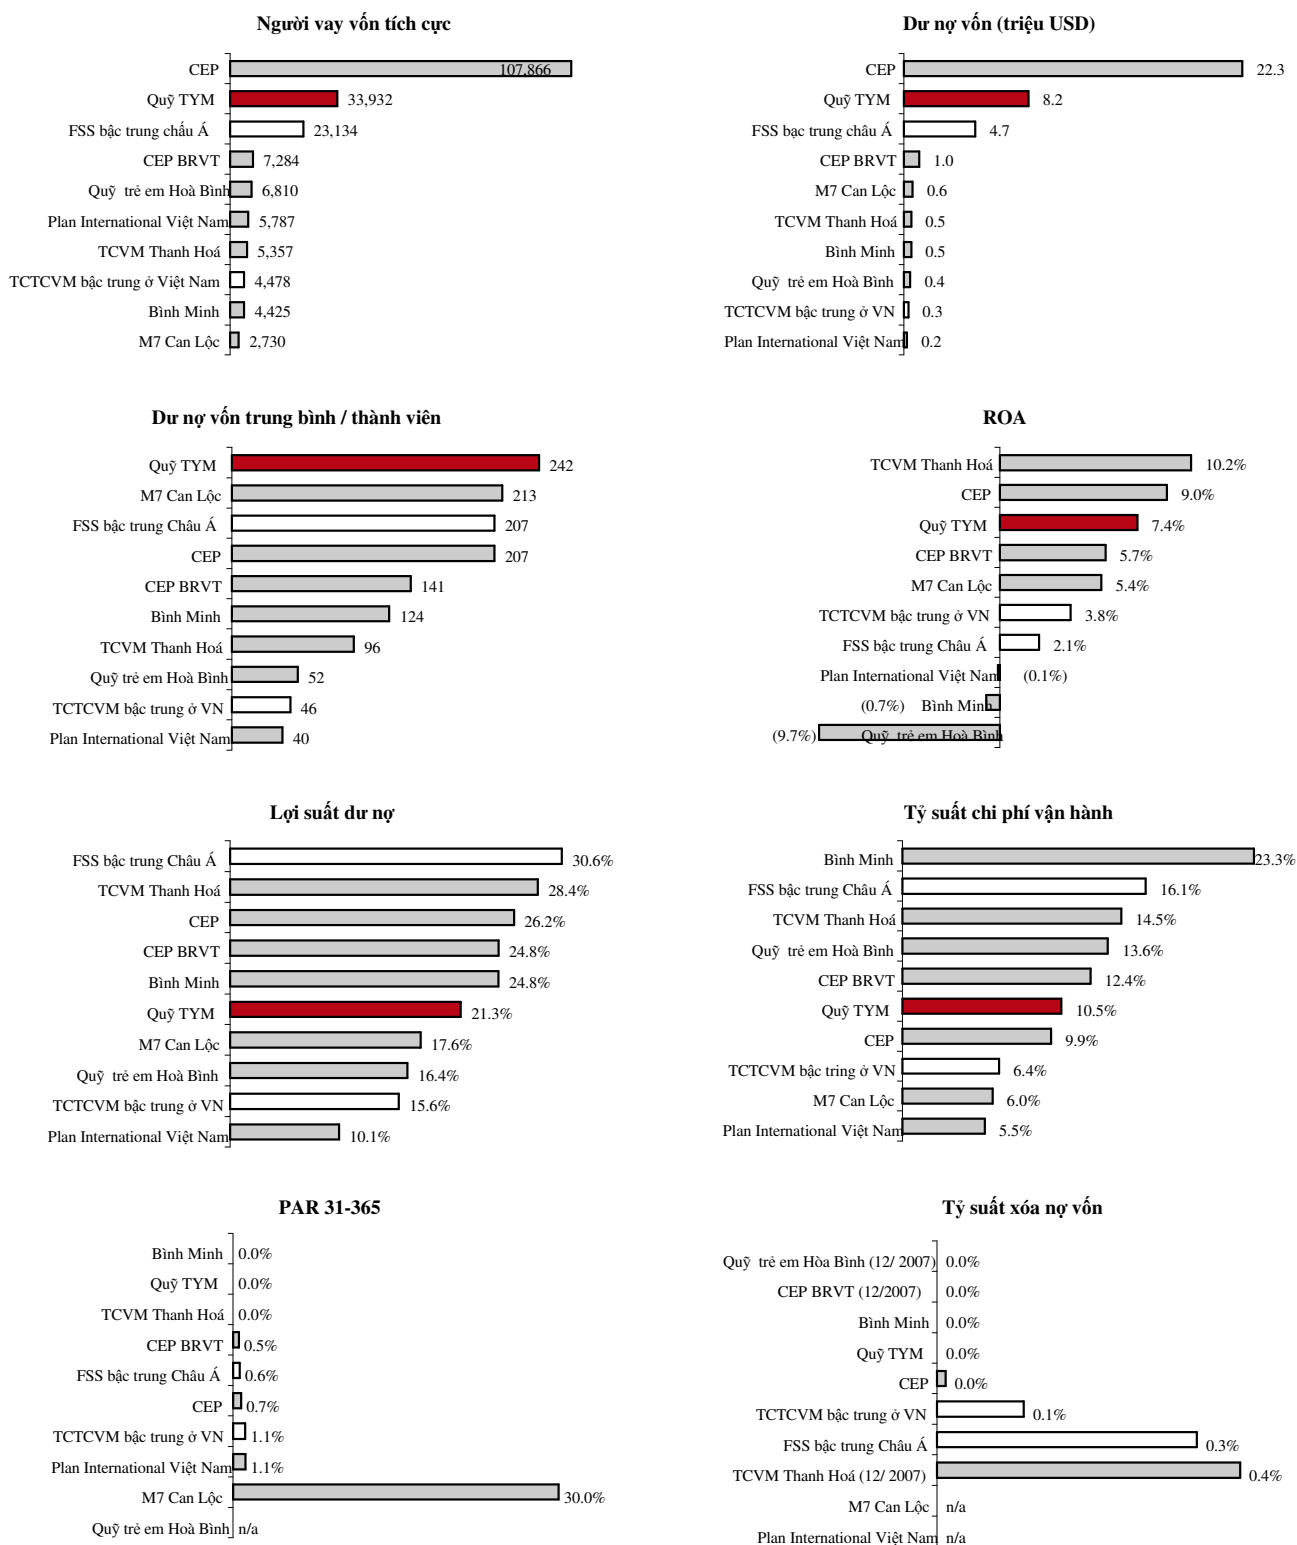 Người vay vốn tích cực
CEP 107,866
Quỹ TYM 33,932
FSS bậc trung chấu Á 23,134
CEP BRVT 7,284
Quỹ trẻ em Hoà Bình 6,810
Plan International Việt Nam 5,787
TCVM Thanh Hoá 5,357
TCTCVM bậc trung ở Việt Nam 4,478
Bình Minh 4,425
M7 Can Lộc 2,730
Dư nợ vốn (triệu USD)
CEP 22.3
Quỹ TYM 8.2
FSS bạc trung châu Á 4.7
CEP BRVT 1.0
M7 Can Lộc 0.6
TCVM Thanh Hoá 0.5
Bình Minh 0.5
Quỹ trẻ em Hoà Bình 0.4
TCTCVM bậc trung ở VN 0.3
Plan International Việt Nam 0.2
Dư nợ vốn trung bình / thành viên
Quỹ TYM 242
M7 Can Lộc 213
FSS bậc trung Châu Á 207
CEP 207
CEP BRVT 141
Bình Minh 124
TCVM Thanh Hoá 96
Quỹ trẻ em Hoà Bình 52
TCTCVM bậc trung ở VN 46
Plan International Việt Nam 40
ROA
TCVM Thanh Hoá 10.2%
CEP 9.0%
Quỹ TYM 7.4%
CEP BRVT 5.7%
M7 Can Lộc 5.4%
TCTCVM bậc trung ở VN 3.8%
FSS bậc trung Châu Á 2.1%
Plan International Việt Nam (0.1%)
(0.7%) Bình Minh
(9.7%) Quỹ trẻ em Hoà Bình
Lợi suất dư nợ
FSS bậc trung Châu Á 30.6%
TCVM Thanh Hoá 28.4%
CEP 26.2%
CEP BRVT 24.8%
Bình Minh 24.8%
Quỹ TYM 21.3%
M7 Can Lộc 17.6%
Quỹ trẻ em Hoà Bình 16.4%
TCTCVM bậc trung ở VN 15.6%
Plan International Việt Nam 10.1%
Tỷ suất chi phí vận hành
Bình Minh 23.3%
FSS bậc trung Châu Á 16.1%
TCVM Thanh Hoá 14.5%
Quỹ trẻ em Hoà Bình 13.6%
CEP BRVT 12.4%
Quỹ TYM 10.5%
CEP 9.9%
TCTCVM bậc tring ở VN 6.4%
M7 Can Lộc 6.0%
Plan International Việt Nam 5.5%
PAR 31-365
Bình Minh 0.0%
Quỹ TYM 0.0%
TCVM Thanh Hoá 0.0%
CEP BRVT 0.5%
FSS bậc trung Châu Á 0.6%
CEP 0.7%
TCTCVM bậc trung ở VN 1.1%
Plan International Việt Nam 1.1%
M7 Can Lộc 30.0%
Quỹ trẻ em Hoà Bình n/a
Tỷ suất xóa nợ vốn
Quỹ trẻ em Hòa Bình (12/ 2007) 0.0%
CEP BRVT (12/2007) 0.0%
Bình Minh 0.0%
Quỹ TYM 0.0%
CEP 0.0%
TCTCVM bậc trung ở VN 0.1%
FSS bậc trung Châu Á 0.3%
TCVM Thanh Hoá (12/ 2007) 0.4%
M7 Can Lộc n/a
Plan International Việt Nam n/a